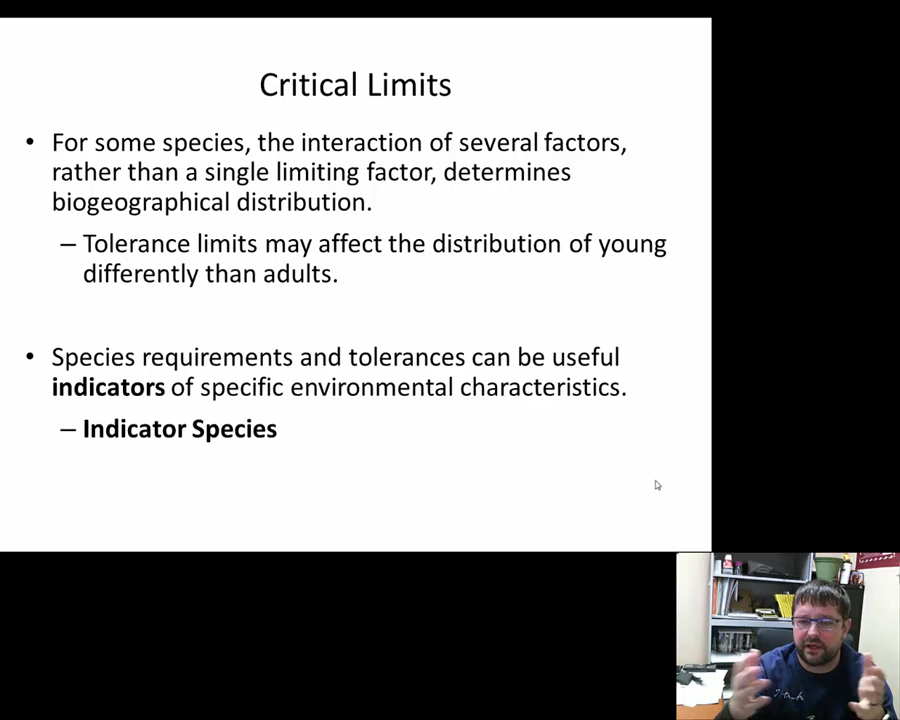 Critical Limits
• For some species, the interaction of several factors,
rather than a single limiting factor, determines
biogeographical distribution.
– Tolerance limits may affect the distribution of young
differently than adults.
• Species requirements and tolerances can be useful
indicators of specific environmental characteristics.
– Indicator Species